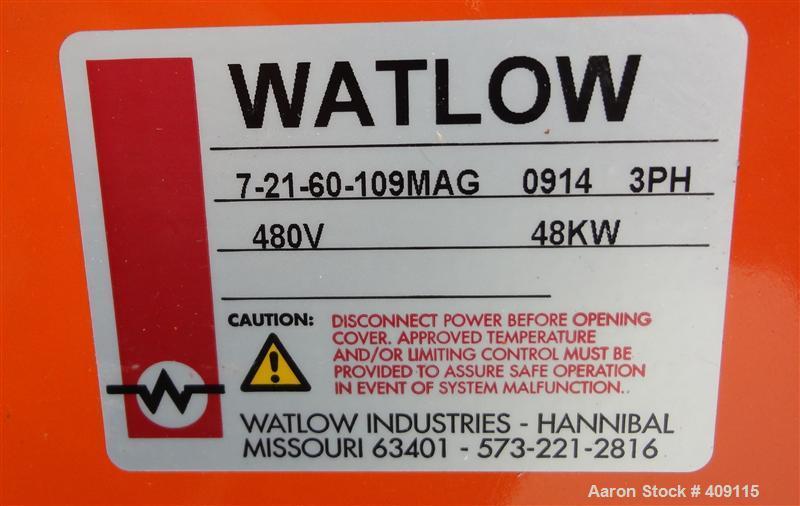 WATLOW
7-21-60-109MAG 0914 3PH
480V 48KW
CAUTION: DISCONNECT POWER BEFORE OPENING
COVER. APPROVED TEMPERATURE
AND/OR LIMITING CONTROL MUST BE
PROVIDED TO ASSURE SAFE OPERATION
IN EVENT OF SYSTEM MALFUNCTION..
WATLOW INDUSTRIES - HANNIBAL
MISSOURI 63401 - 573-221-2816
Aaron Stock # 409115